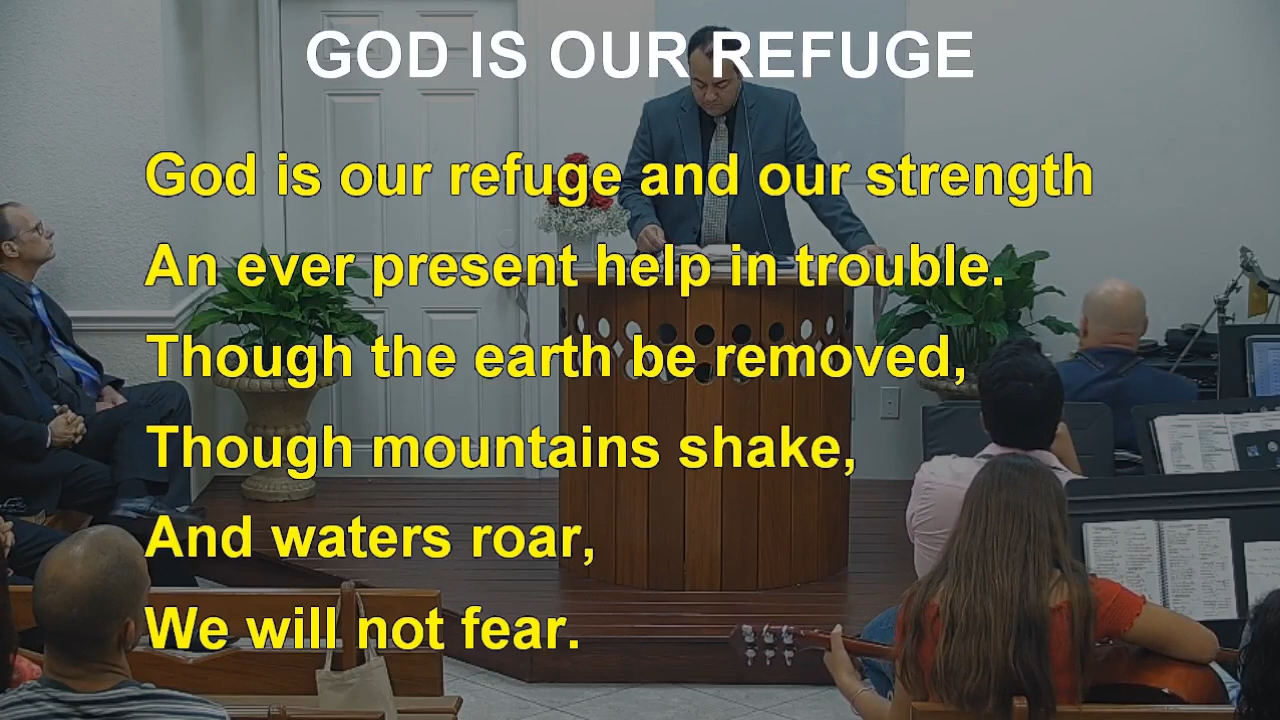 GOD IS OUR REFUGE
God is our refuge and our strength
An ever present help in trouble.
Though the earth be removed,
Though mountains shake,
And waters roar,
We will not fear.